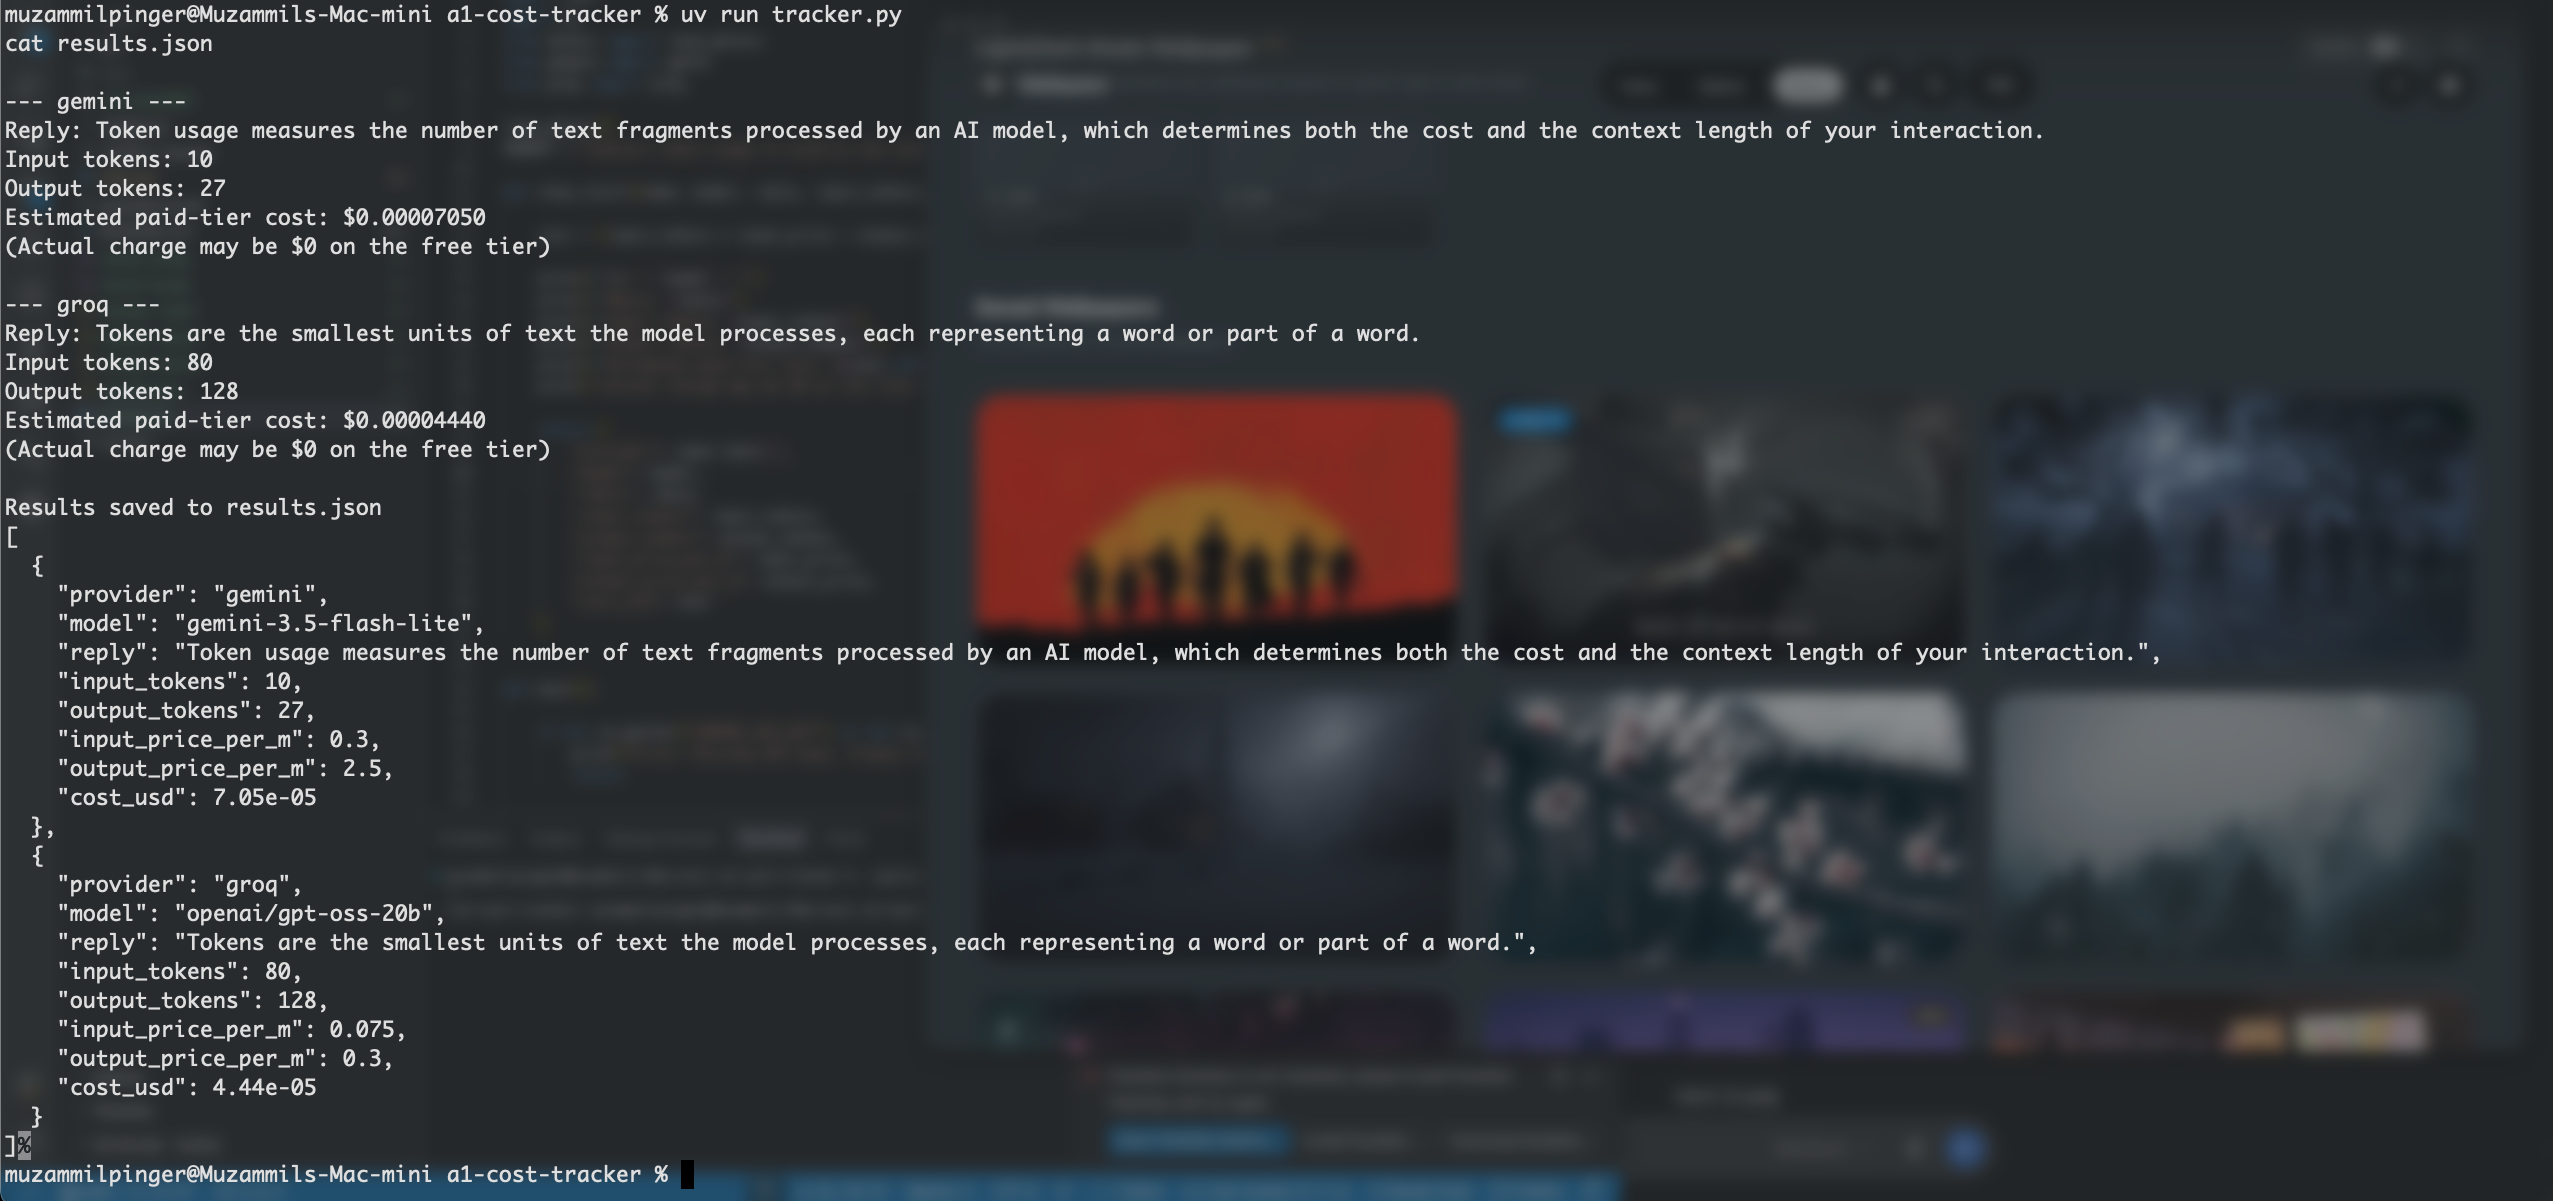 muzammilpinger@Muzammils-Mac-mini a1-cost-tracker % uv run tracker.py
cat results.json

--- gemini ---
Reply: Token usage measures the number of text fragments processed by an AI model, which determines both the cost and the context length of your interaction.
Input tokens: 10
Output tokens: 27
Estimated paid-tier cost: $0.00007050
(Actual charge may be $0 on the free tier)

--- groq ---
Reply: Tokens are the smallest units of text the model processes, each representing a word or part of a word.
Input tokens: 80
Output tokens: 128
Estimated paid-tier cost: $0.00004440
(Actual charge may be $0 on the free tier)

Results saved to results.json
[
  {
    "provider": "gemini",
    "model": "gemini-3.5-flash-lite",
    "reply": "Token usage measures the number of text fragments processed by an AI model, which determines both the cost and the context length of your interaction.",
    "input_tokens": 10,
    "output_tokens": 27,
    "input_price_per_m": 0.3,
    "output_price_per_m": 2.5,
    "cost_usd": 7.05e-05
  },
  {
    "provider": "groq",
    "model": "openai/gpt-oss-20b",
    "reply": "Tokens are the smallest units of text the model processes, each representing a word or part of a word.",
    "input_tokens": 80,
    "output_tokens": 128,
    "input_price_per_m": 0.075,
    "output_price_per_m": 0.3,
    "cost_usd": 4.44e-05
  }
]%
muzammilpinger@Muzammils-Mac-mini a1-cost-tracker %